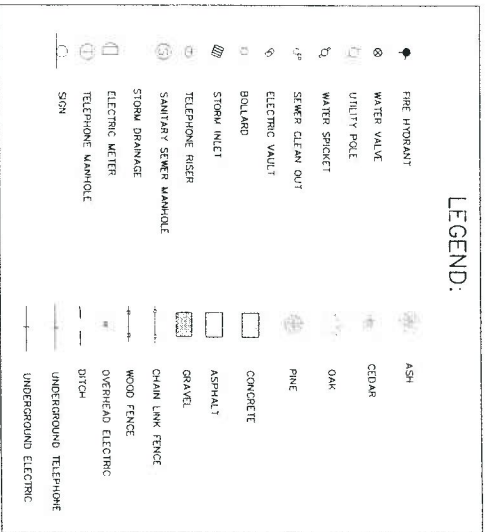 LEGEND:
FIRE HYDRANT
WATER VALVE
UTILITY POLE
WATER SPICKET
SEWER CLEAN OUT
ELECTRIC VAULT
BOLLARD
STORM INLET
TELEPHONE RISER
SANITARY SEWER MANHOLE
STORM DRAINAGE
ELECTRIC METER
TELEPHONE MANHOLE
SIGN
ASH
CEDAR
OAK
PINE
CONCRETE
ASPHALT
GRAVEL
CHAIN LINK FENCE
WOOD FENCE
OVERHEAD ELECTRIC
DITCH
UNDERGROUND TELEPHONE
UNDERGROUND ELECTRIC